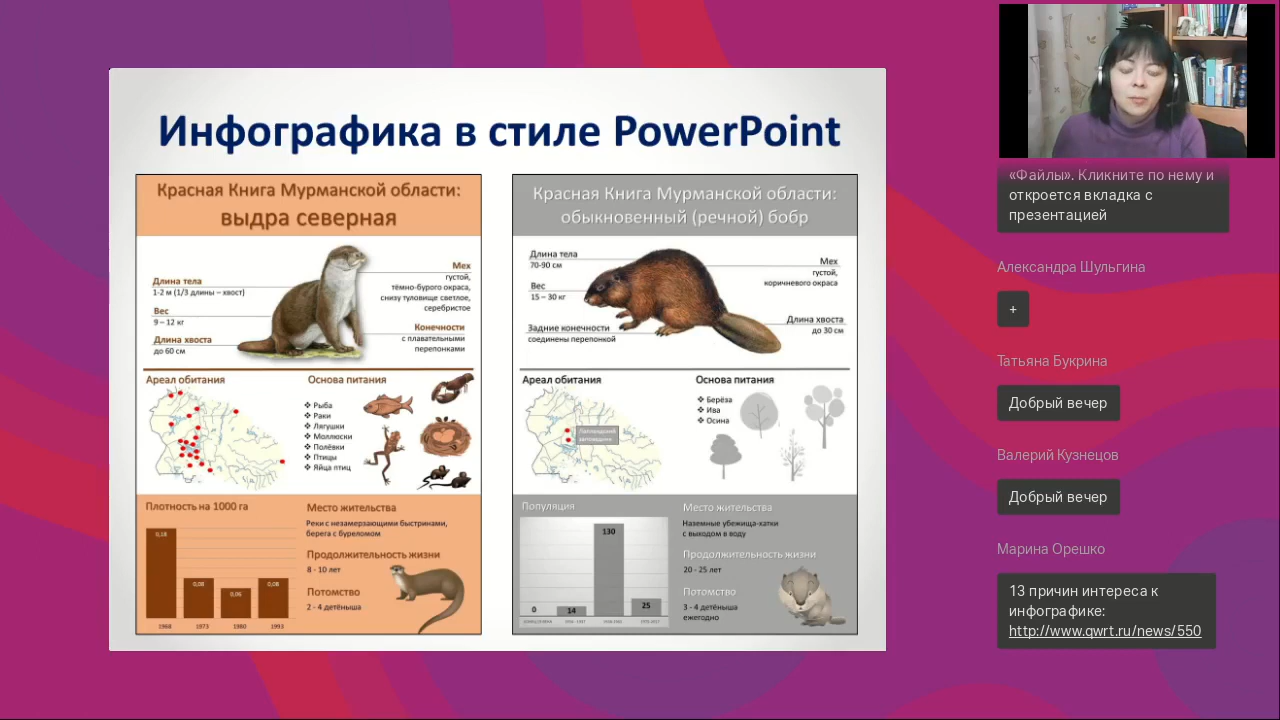 Инфографика в стиле PowerPoint
Красная Книга Мурманской области:
выдра северная
Длина тела
1-2 м (1/3 длины – хвост)
Вес
9 – 12 кг
Длина хвоста
до 60 см
Мех
густой,
тёмно-бурого окраса,
снизу туловище светлое,
серебристое
Конечности
с плавательными
перепонками
Ареал обитания
Основа питания
❖ Рыба
❖ Раки
❖ Лягушки
❖ Моллюски
❖ Полёвки
❖ Птицы
❖ Яйца птиц
Плотность на 1000 га
0,18
0,08
0,06
0,08
1968
1973
1980
1993
Место жительства
Реки с незамерзающими быстринами,
берега с буреломом
Продолжительность жизни
8 - 10 лет
Потомство
2 - 4 детёныша
Красная Книга Мурманской области:
обыкновенный (речной) бобр
Длина тела
70-90 см
Вес
15 – 30 кг
Задние конечности
соединены перепонкой
Мех
густой,
коричневого окраса
Длина хвоста
до 30 см
Ареал обитания
Лапландский
заповедник
Основа питания
❖ Берёза
❖ Ива
❖ Осина
Популяция
0
14
130
25
Место жительства
Наземные убежища-хатки
с выходом в воду
Продолжительность жизни
20 - 25 лет
Потомство
3 - 4 детёныша
ежегодно
«Файлы». Кликните по нему и
откроется вкладка с
презентацией
Александра Шульгина
+
Татьяна Букрина
Добрый вечер
Валерий Кузнецов
Добрый вечер
Марина Орешко
13 причин интереса к
инфографике:
http://www.qwrt.ru/news/550